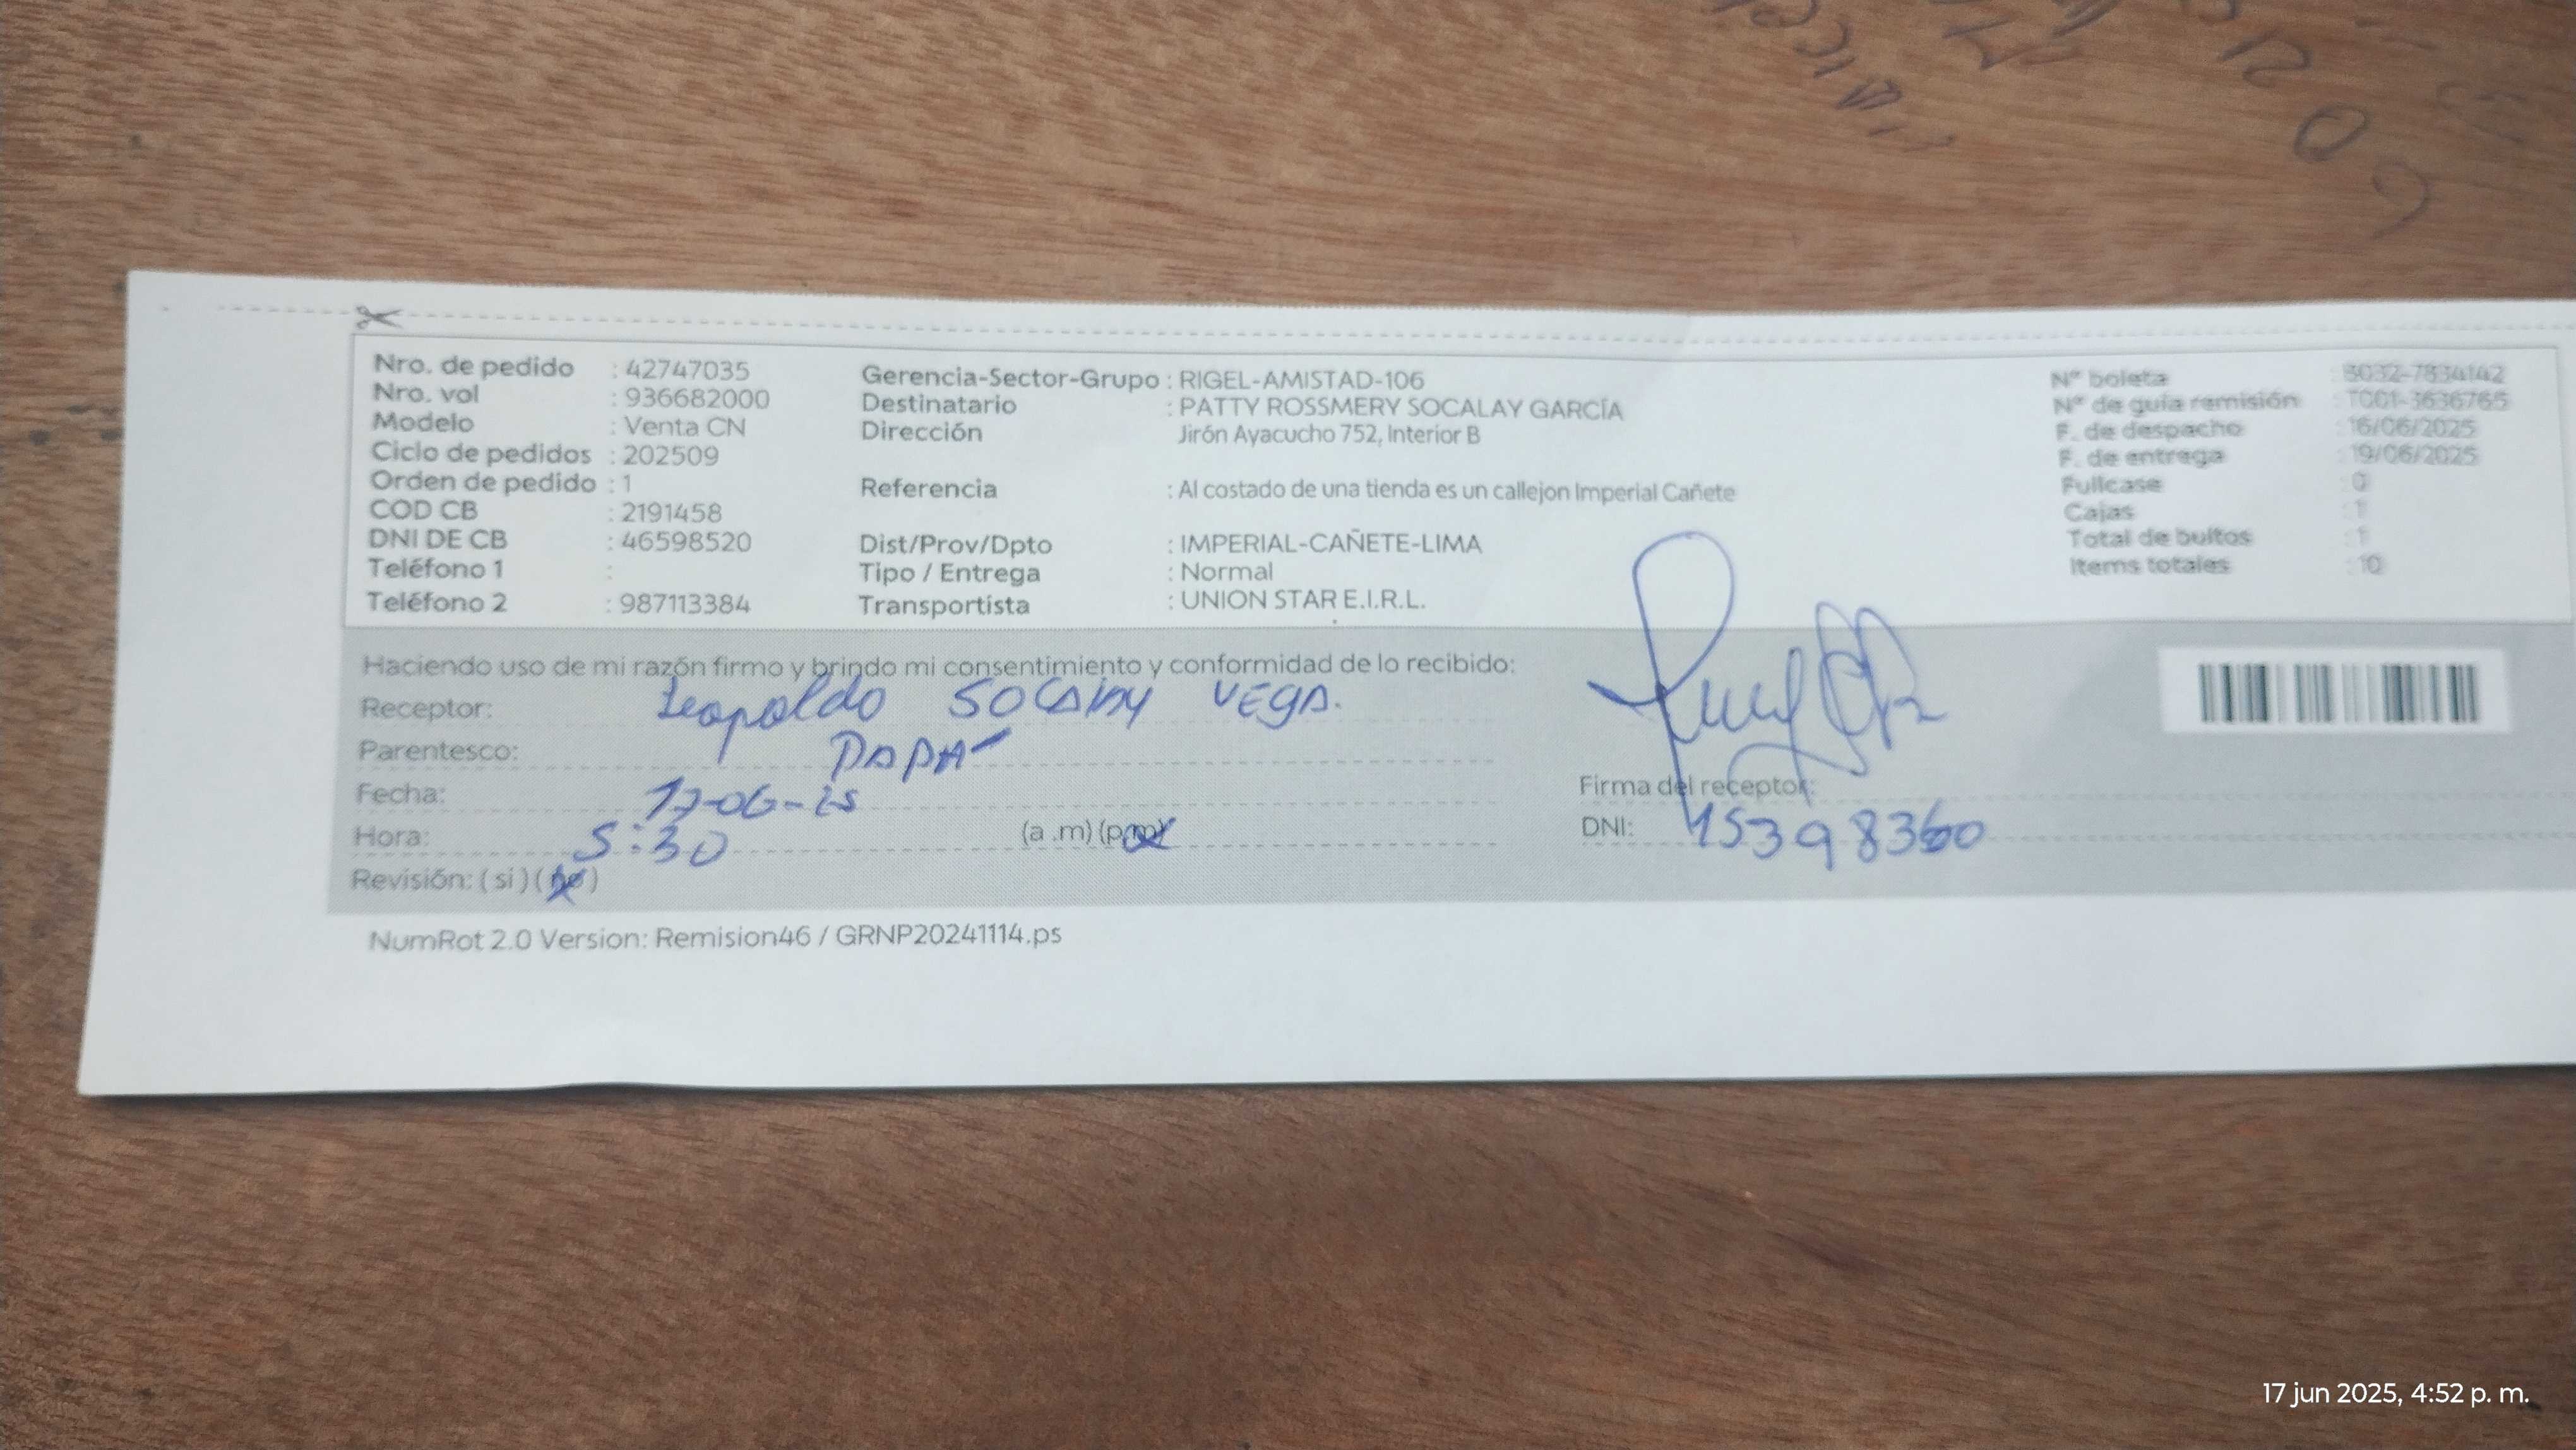 Nro. de pedido : 42747035
Nro. vol : 936682000
Modelo : Venta CN
Ciclo de pedidos : 202509
Orden de pedido : 1
COD CB : 2191458
DNI DE CB : 46598520
Teléfono 1 :
Teléfono 2 : 987113384
Gerencia-Sector-Grupo : RIGEL-AMISTAD-106
Destinatario : PATTY ROSSMERY SOCALAY GARCÍA
Dirección Jirón Ayacucho 752, Interior B
Referencia : Al costado de una tienda es un callejon Imperial Cañete
Dist/Prov/Dpto : IMPERIAL-CAÑETE-LIMA
Tipo / Entrega : Normal
Transportista : UNION STAR E.I.R.L.
N° boleta : B032-7834142
N° de guía remisión : T001-3636765
F. de despacho : 16/06/2025
F. de entrega : 19/06/2025
Fullcase : 0
Cajas : 1
Total de bultos : 1
Items totales : 10
Haciendo uso de mi razón firmo y brindo mi consentimiento y conformidad de lo recibido:
Receptor: Leopoldo SOCALAY VEGA.
Parentesco: PAPÁ
Fecha: 17-06-25
Hora: 5:30 (a .m) (p.m)
Revisión: ( si ) ( no )
Firma del receptor:
DNI: 15398360
NumRot 2.0 Version: Remision46 / GRNP20241114.ps
17 jun 2025, 4:52 p. m.